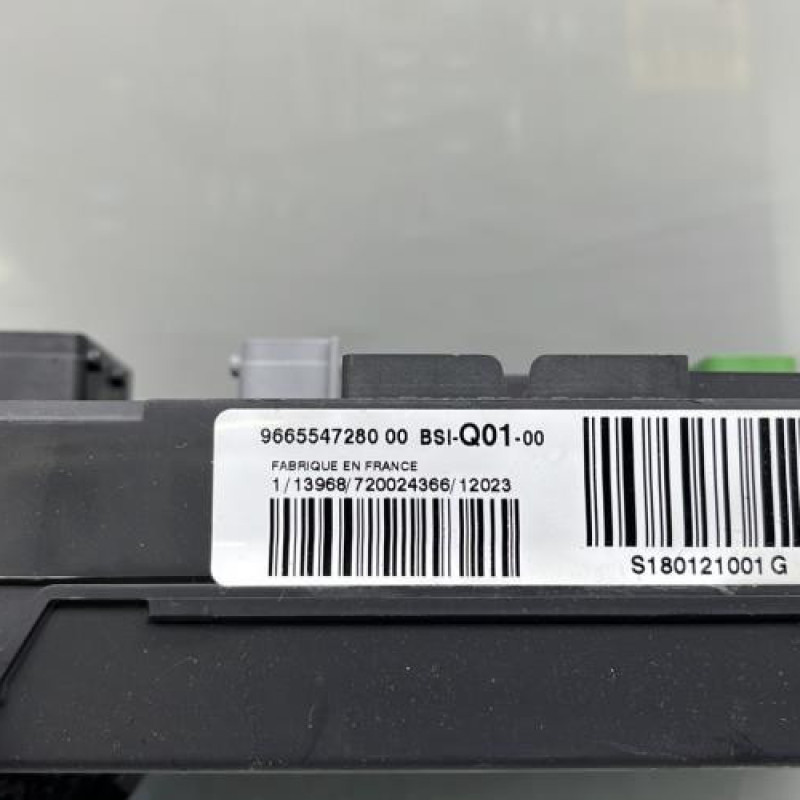 9665547280 00 BSI-Q01-00
FABRIQUE EN FRANCE
1/13968/720024366/12023
S180121001 G